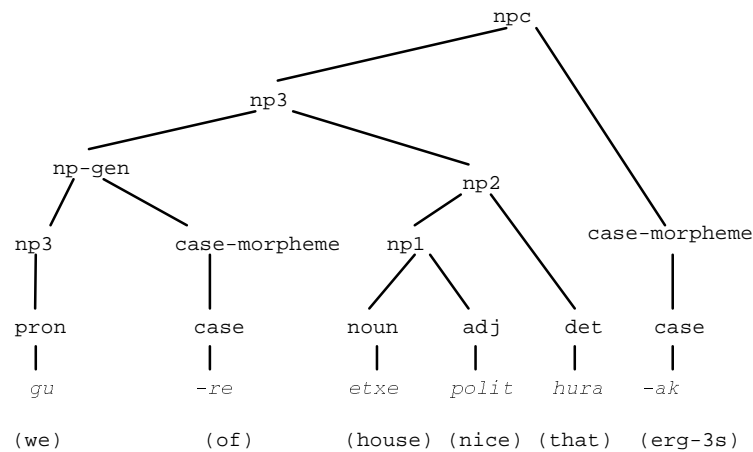 npc
np3
np-gen
np2
np3 case-morpheme np1 case-morpheme
pron case noun adj det case
gu -re etxe polit hura -ak
(we) (of) (house) (nice) (that) (erg-3s)